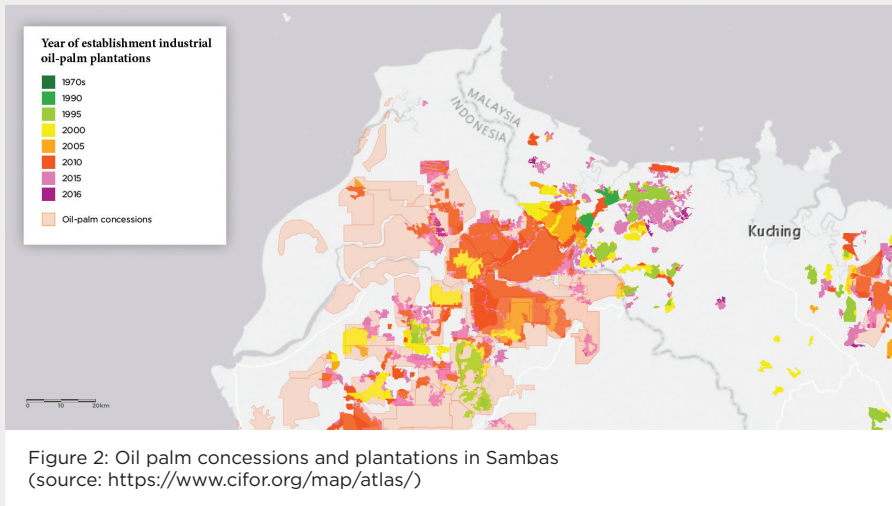 Year of establishment industrial
oil-palm plantations
1970s
1990
1995
2000
2005
2010
2015
2016
Oil-palm concessions
MALAYSIA
INDONESIA
Kuching
0 10 20km
Figure 2: Oil palm concessions and plantations in Sambas
(source: https://www.cifor.org/map/atlas/)